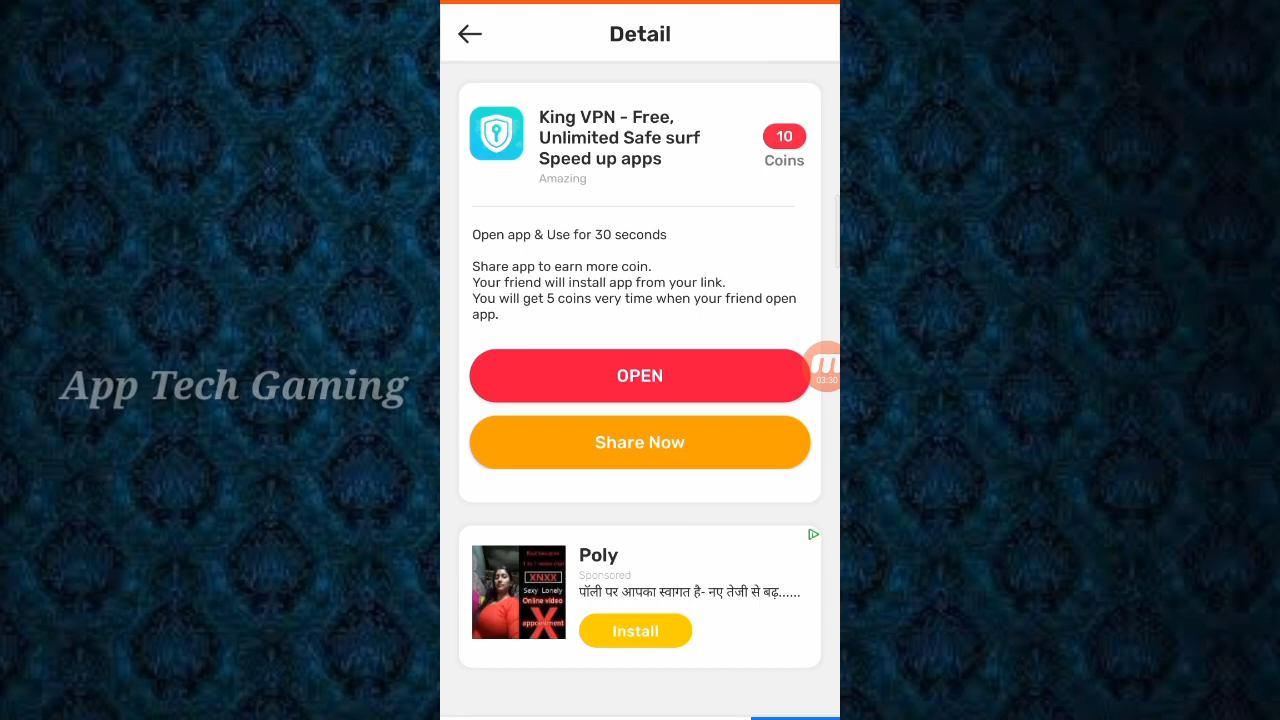 Detail
King VPN - Free,
Unlimited Safe surf
Speed up apps
Amazing
10
Coins
Open app & Use for 30 seconds
Share app to earn more coin.
Your friend will install app from your link.
You will get 5 coins very time when your friend open
app.
OPEN
03:30
Share Now
App Tech Gaming
Poly
Sponsored
पॉली पर आपका स्वागत है- नए तेजी से बढ़......
Install
XNXX
Sexy Lonely
Online video
X
appointment